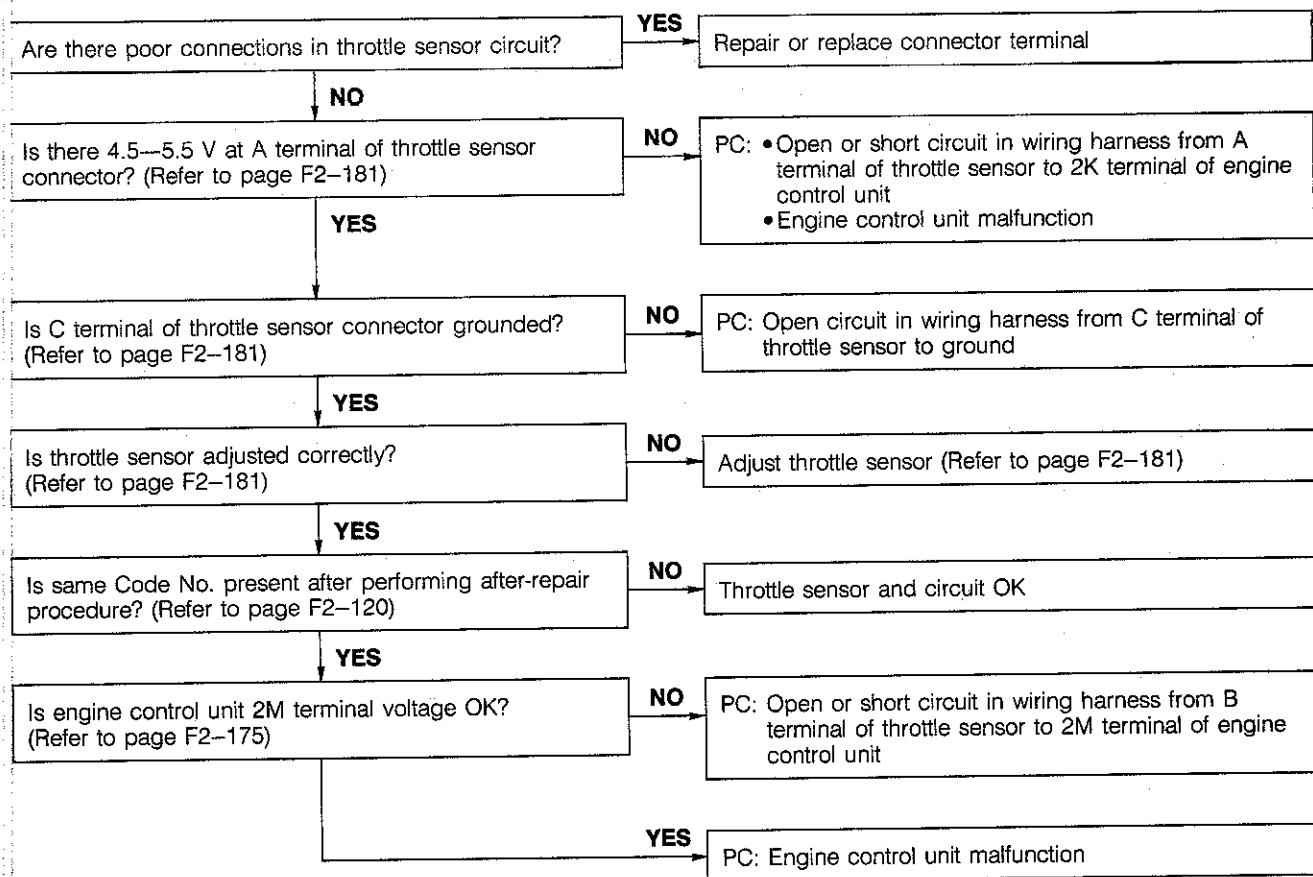 Are there poor connections in throttle sensor circuit?
YES
Repair or replace connector terminal
NO
Is there 4.5—5.5 V at A terminal of throttle sensor
connector? (Refer to page F2–181)
NO
PC: •Open or short circuit in wiring harness from A
terminal of throttle sensor to 2K terminal of engine
control unit
•Engine control unit malfunction
YES
Is C terminal of throttle sensor connector grounded?
(Refer to page F2–181)
NO
PC: Open circuit in wiring harness from C terminal of
throttle sensor to ground
YES
Is throttle sensor adjusted correctly?
(Refer to page F2–181)
NO
Adjust throttle sensor (Refer to page F2–181)
YES
Is same Code No. present after performing after-repair
procedure? (Refer to page F2–120)
NO
Throttle sensor and circuit OK
YES
Is engine control unit 2M terminal voltage OK?
(Refer to page F2–175)
NO
PC: Open or short circuit in wiring harness from B
terminal of throttle sensor to 2M terminal of engine
control unit
YES
PC: Engine control unit malfunction